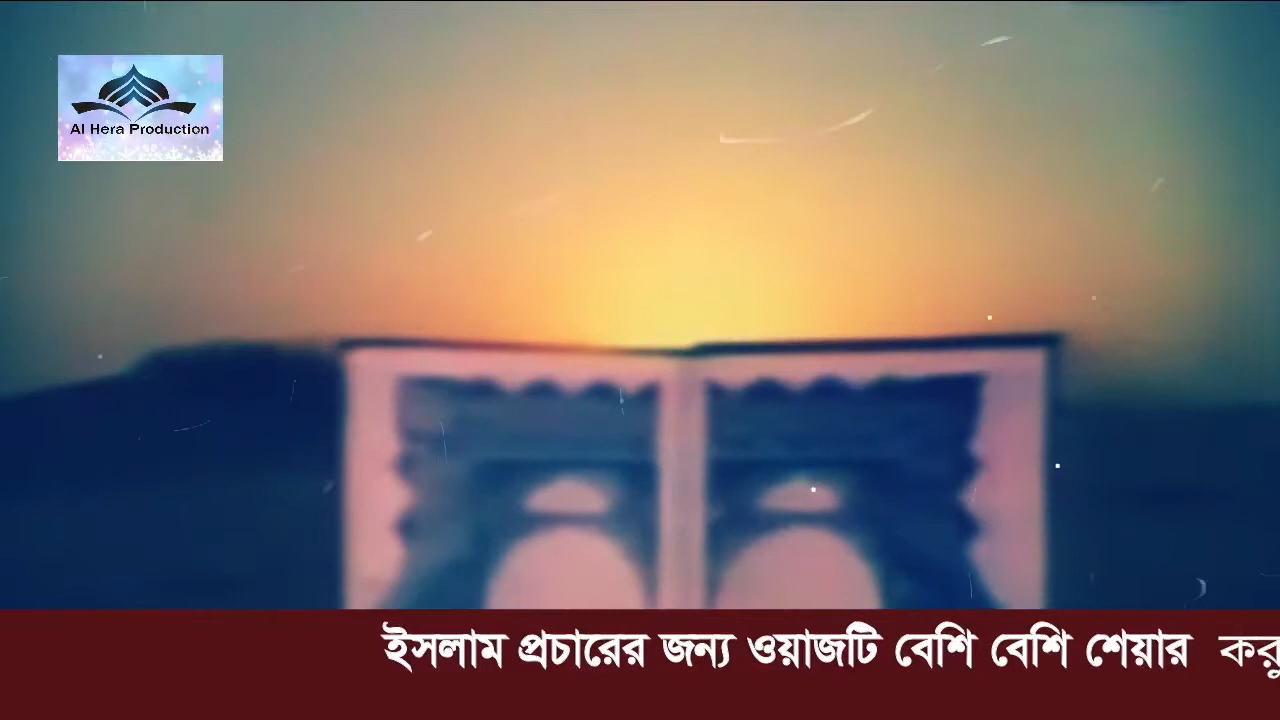 Al Hera Production
ইসলাম প্রচারের জন্য ওয়াজটি বেশি বেশি শেয়ার